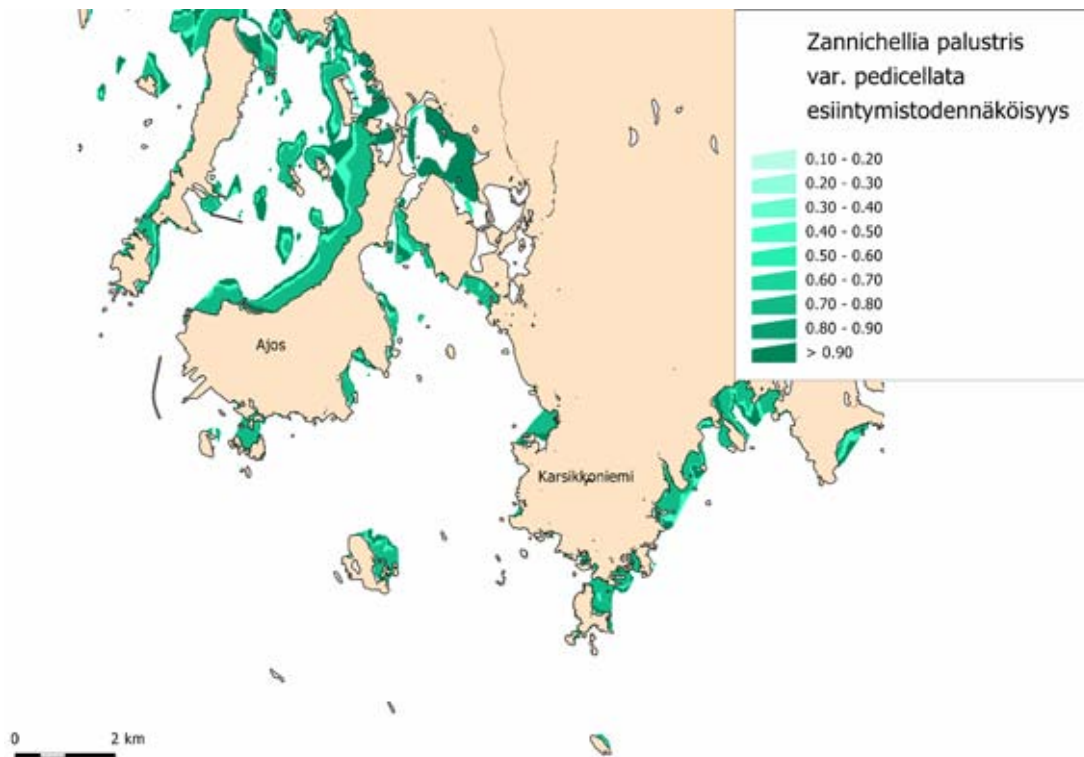 Zannichellia palustris
var. pedicellata
esiintymistodennäköisyys
0.10 - 0.20
0.20 - 0.30
0.30 - 0.40
0.40 - 0.50
0.50 - 0.60
0.60 - 0.70
0.70 - 0.80
0.80 - 0.90
> 0.90
Ajos
Karsikkoniemi
0 2 km